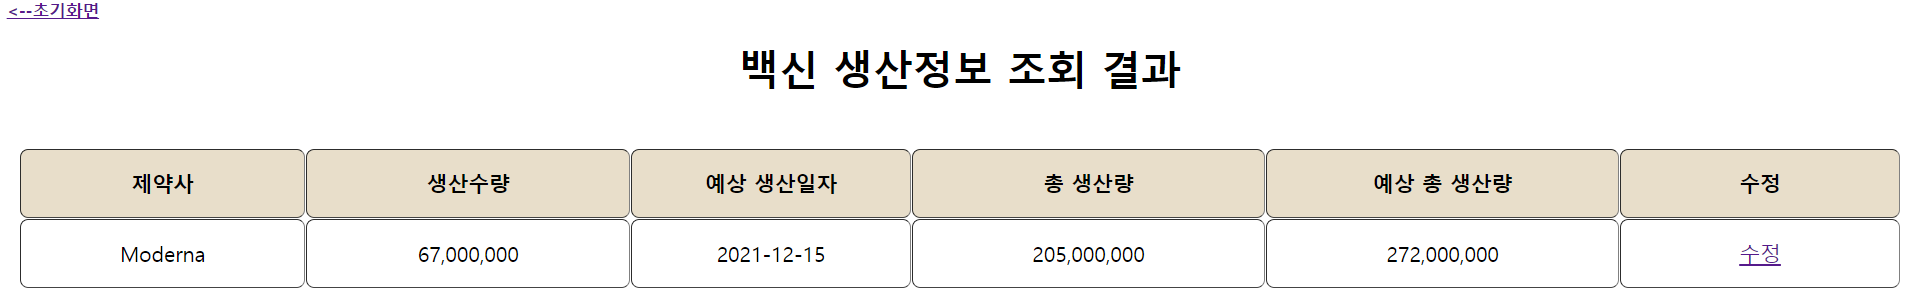 <--초기화면
백신 생산정보 조회 결과
제약사 생산수량 예상 생산일자 총 생산량 예상 총 생산량 수정
Moderna 67,000,000 2021-12-15 205,000,000 272,000,000 수정